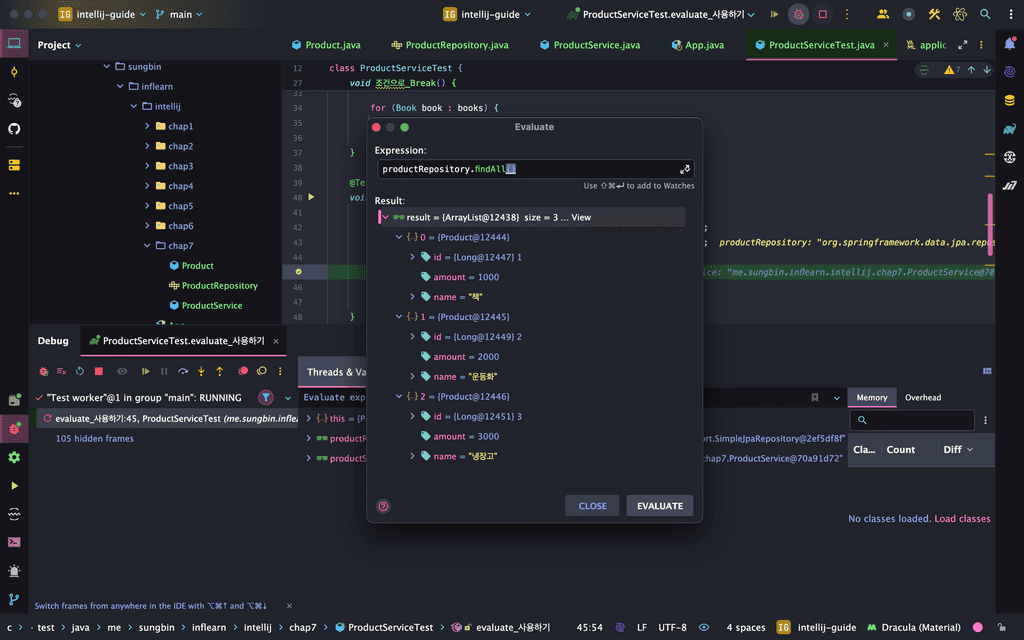 IG intellij-guide
main
IG intellij-guide
ProductServiceTest.evaluate_사용하기
Project
Product.java
ProductRepository.java
ProductService.java
App.java
ProductServiceTest.java
applic
sungbin
inflearn
intellij
chap1
chap2
chap3
chap4
chap5
chap6
chap7
Product
ProductRepository
ProductService
12 class ProductServiceTest {
27 void 조건으로_Break() {
33
34 for (Book book : books) {
35
36
37 }
38
39 @Te
40 vo
41
42 ;
43 ; productRepository: "org.springframework.data.jpa.repos
44
ice: "me.sungbin.inflearn.intellij.chap7.ProductService@70
46
47
48 }
7
Evaluate
Expression:
productRepository.findAll()
Use ⇧⌘↵ to add to Watches
Result:
result = {ArrayList@12438} size = 3 ... View
0 = {Product@12444}
id = {Long@12447} 1
amount = 1000
name = "책"
1 = {Product@12445}
id = {Long@12449} 2
amount = 2000
name = "운동화"
2 = {Product@12446}
id = {Long@12451} 3
amount = 3000
name = "냉장고"
CLOSE
EVALUATE
Debug
ProductServiceTest.evaluate_사용하기
Threads & Va
"Test worker"@1 in group "main": RUNNING
evaluate_사용하기:45, ProductServiceTest (me.sungbin.inflea
105 hidden frames
Evaluate exp
this = {P
productR
ort.SimpleJpaRepository@2ef5df8f"
productS
chap7.ProductService@70a91d72"
Memory
Overhead
Cla...
Count
Diff
No classes loaded. Load classes
Switch frames from anywhere in the IDE with ⌥⌘↑ and ⌥⌘↓
c > test > java > me > sungbin > inflearn > intellij > chap7 > ProductServiceTest > evaluate_사용하기
45:54
LF
UTF-8
4 spaces
IG intellij-guide
Dracula (Material)